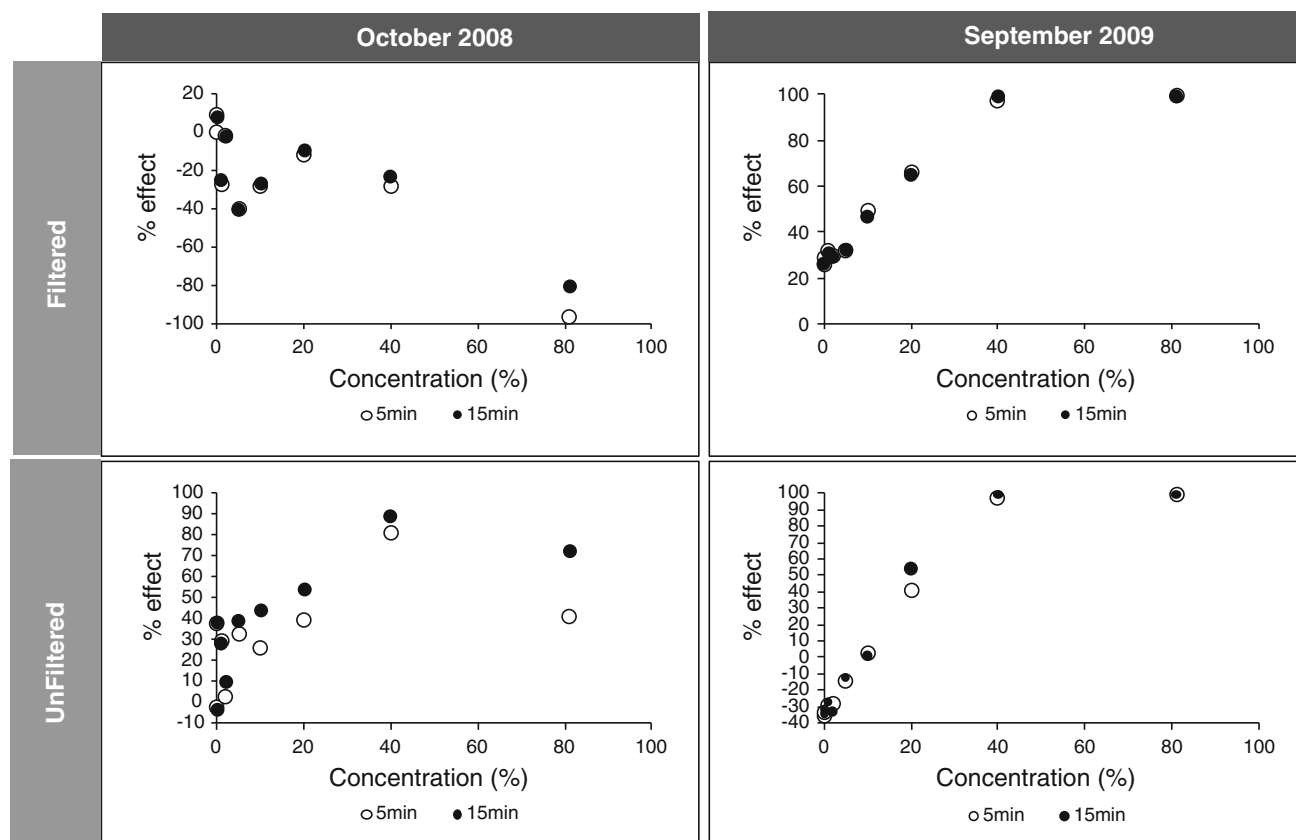 October 2008
September 2009
Filtered
20
0
-20
-40
-60
-80
-100
% effect
0 20 40 60 80 100
Concentration (%)
5min 15min
100
80
60
40
20
0
% effect
0 20 40 60 80 100
Concentration (%)
5min 15min
UnFiltered
100
90
80
70
60
50
40
30
20
10
0
-10
% effect
0 20 40 60 80 100
Concentration (%)
5min 15min
100
90
80
70
60
50
40
30
20
10
0
-10
-20
-30
-40
% effect
0 20 40 60 80 100
Concentration (%)
5min 15min